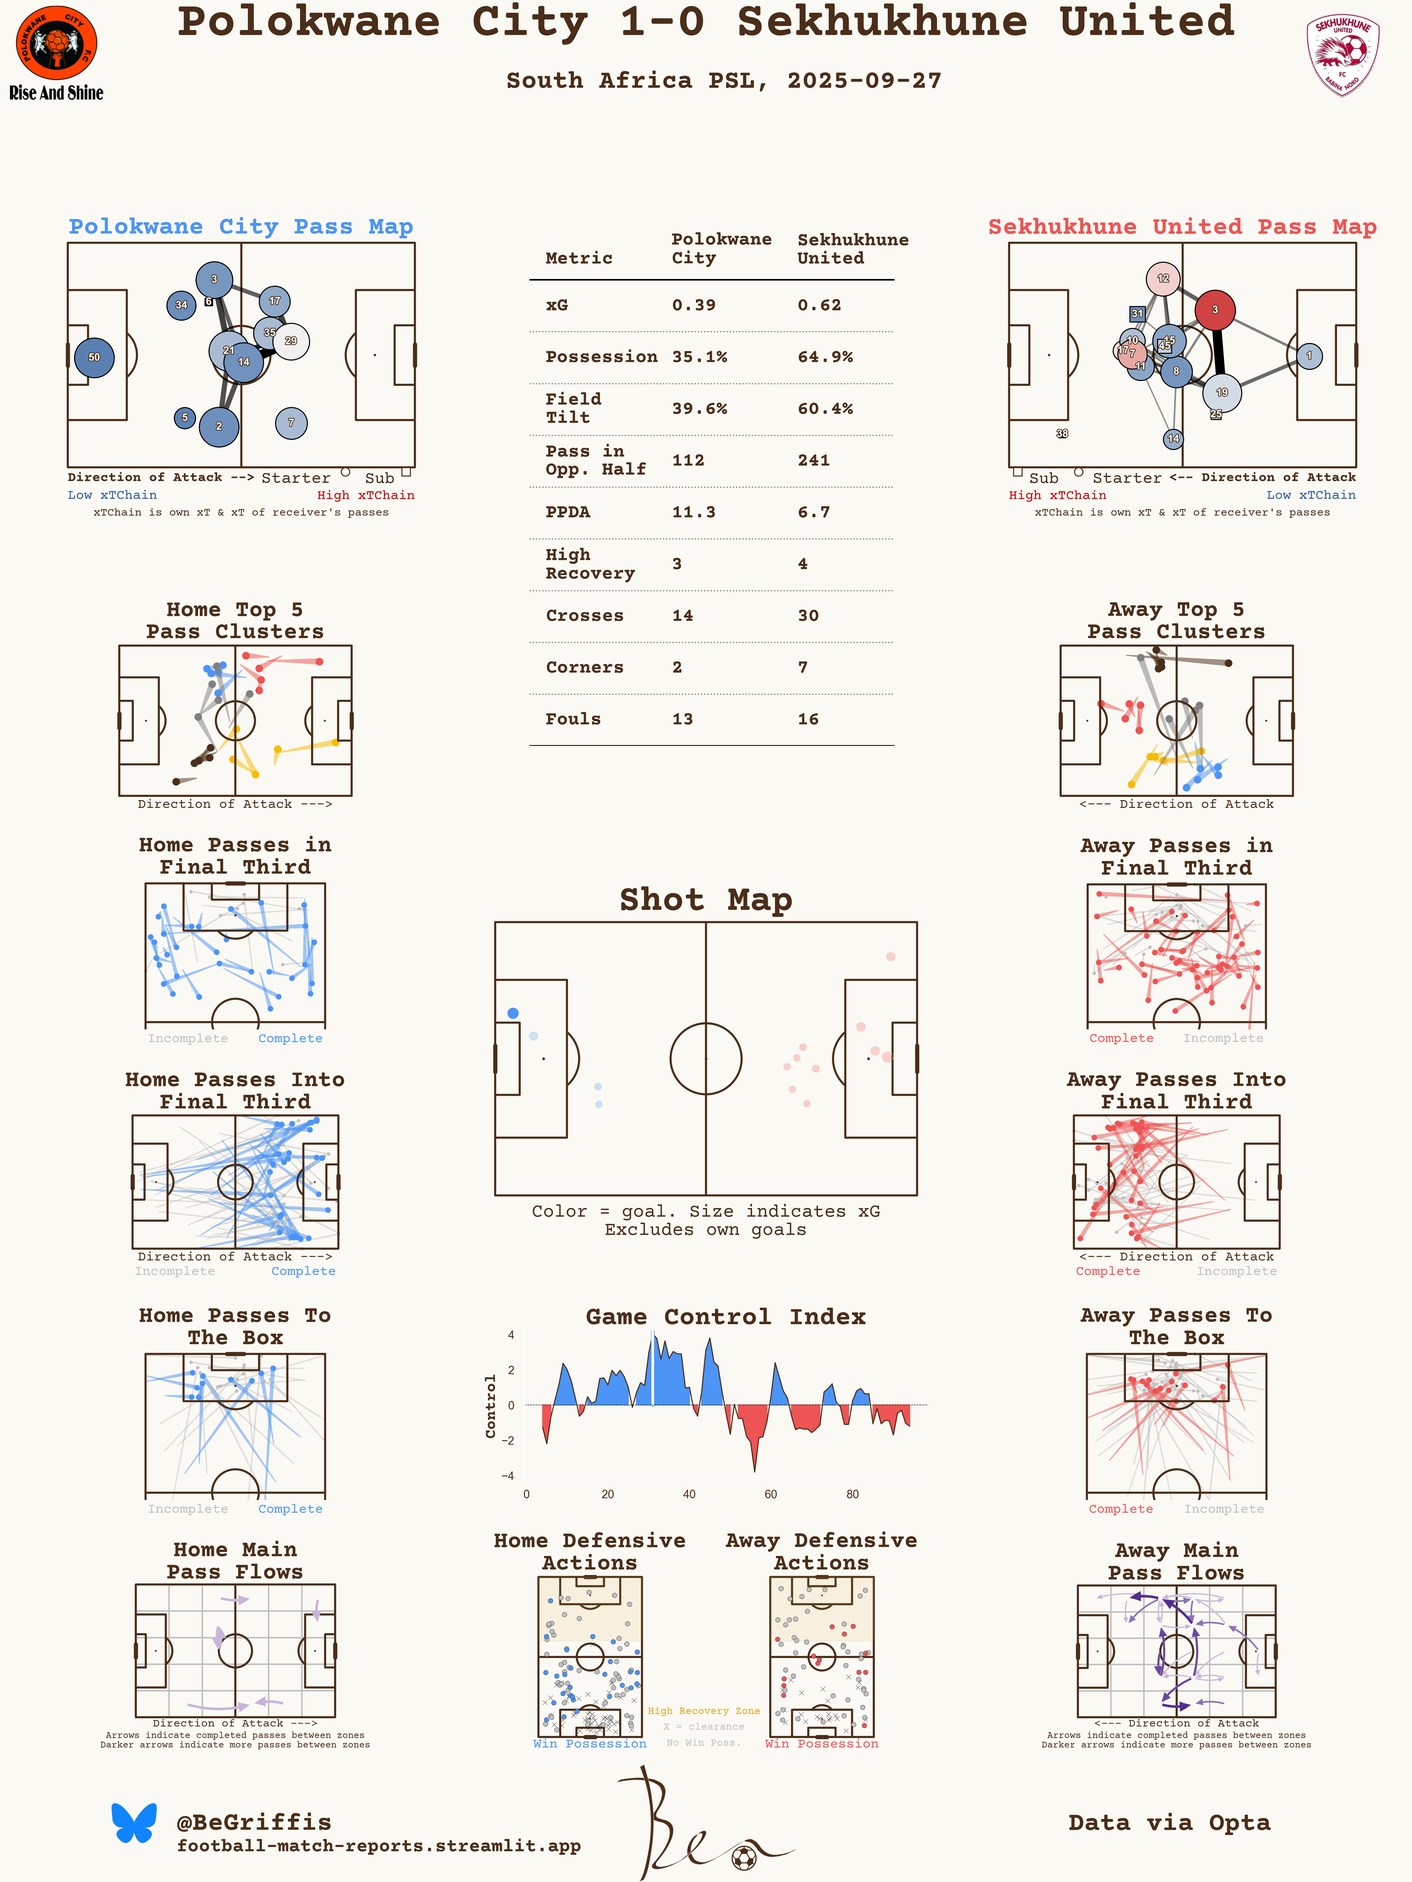 Polokwane City 1-0 Sekhukhune United
South Africa PSL, 2025-09-27
POLOKWANE CITY F.C
Rise And Shine
SEKHUKHUNE
UNITED
FC
BABINA NOKO
Polokwane City Pass Map
3
34
6
17
35
29
50
21
14
5
2
7
Direction of Attack --> Starter Sub
Low xTChain High xTChain
xTChain is own xT & xT of receiver's passes
Metric Polokwane City Sekhukhune United
xG 0.39 0.62
Possession 35.1% 64.9%
Field Tilt 39.6% 60.4%
Pass in Opp. Half 112 241
PPDA 11.3 6.7
High Recovery 3 4
Crosses 14 30
Corners 2 7
Fouls 13 16
Sekhukhune United Pass Map
12
3
31
10
15
35
17
7
1
11
8
19
25
38
14
Sub Starter <-- Direction of Attack
High xTChain Low xTChain
xTChain is own xT & xT of receiver's passes
Home Top 5
Pass Clusters
Direction of Attack --->
Away Top 5
Pass Clusters
<--- Direction of Attack
Home Passes in
Final Third
Incomplete Complete
Away Passes in
Final Third
Complete Incomplete
Shot Map
Color = goal. Size indicates xG
Excludes own goals
Home Passes Into
Final Third
Direction of Attack --->
Incomplete Complete
Away Passes Into
Final Third
<--- Direction of Attack
Complete Incomplete
Home Passes To
The Box
Incomplete Complete
Game Control Index
Control
4
2
0
−2
−4
0 20 40 60 80
Away Passes To
The Box
Complete Incomplete
Home Main
Pass Flows
Direction of Attack --->
Arrows indicate completed passes between zones
Darker arrows indicate more passes between zones
Home Defensive
Actions
Win Possession
High Recovery Zone
X = clearance
No Win Poss.
Away Defensive
Actions
Win Possession
Away Main
Pass Flows
<--- Direction of Attack
Arrows indicate completed passes between zones
Darker arrows indicate more passes between zones
@BeGriffis
football-match-reports.streamlit.app
Ben
Data via Opta